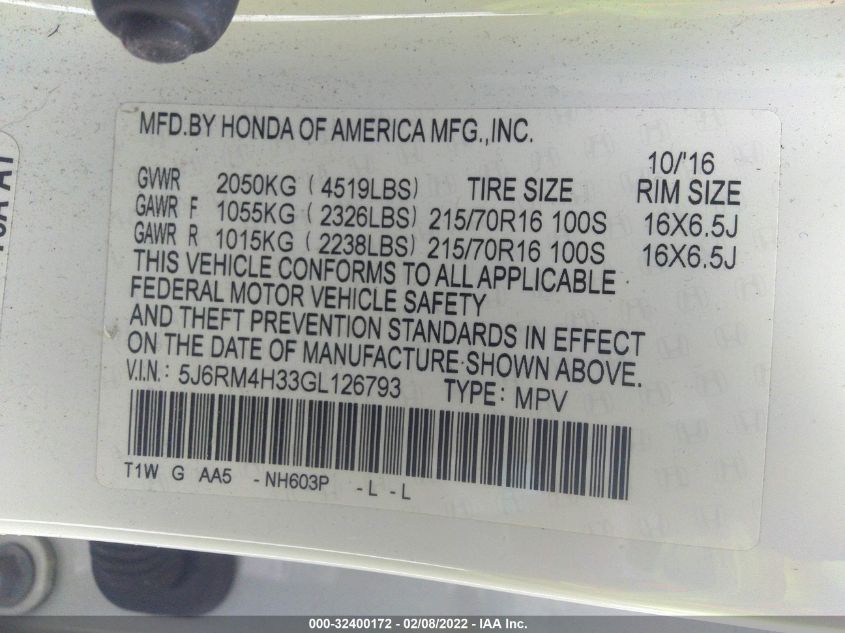 MFD.BY HONDA OF AMERICA MFG.,INC.
10/'16
GVWR 2050KG ( 4519LBS) TIRE SIZE RIM SIZE
GAWR F 1055KG ( 2326LBS) 215/70R16 100S 16X6.5J
GAWR R 1015KG ( 2238LBS) 215/70R16 100S 16X6.5J
THIS VEHICLE CONFORMS TO ALL APPLICABLE
FEDERAL MOTOR VEHICLE SAFETY
AND THEFT PREVENTION STANDARDS IN EFFECT
ON THE DATE OF MANUFACTURE-SHOWN ABOVE.
V.I.N.: 5J6RM4H33GL126793 TYPE: MPV
T1W G AA5 -NH603P -L - L
000-32400172 - 02/08/2022 - IAA Inc.